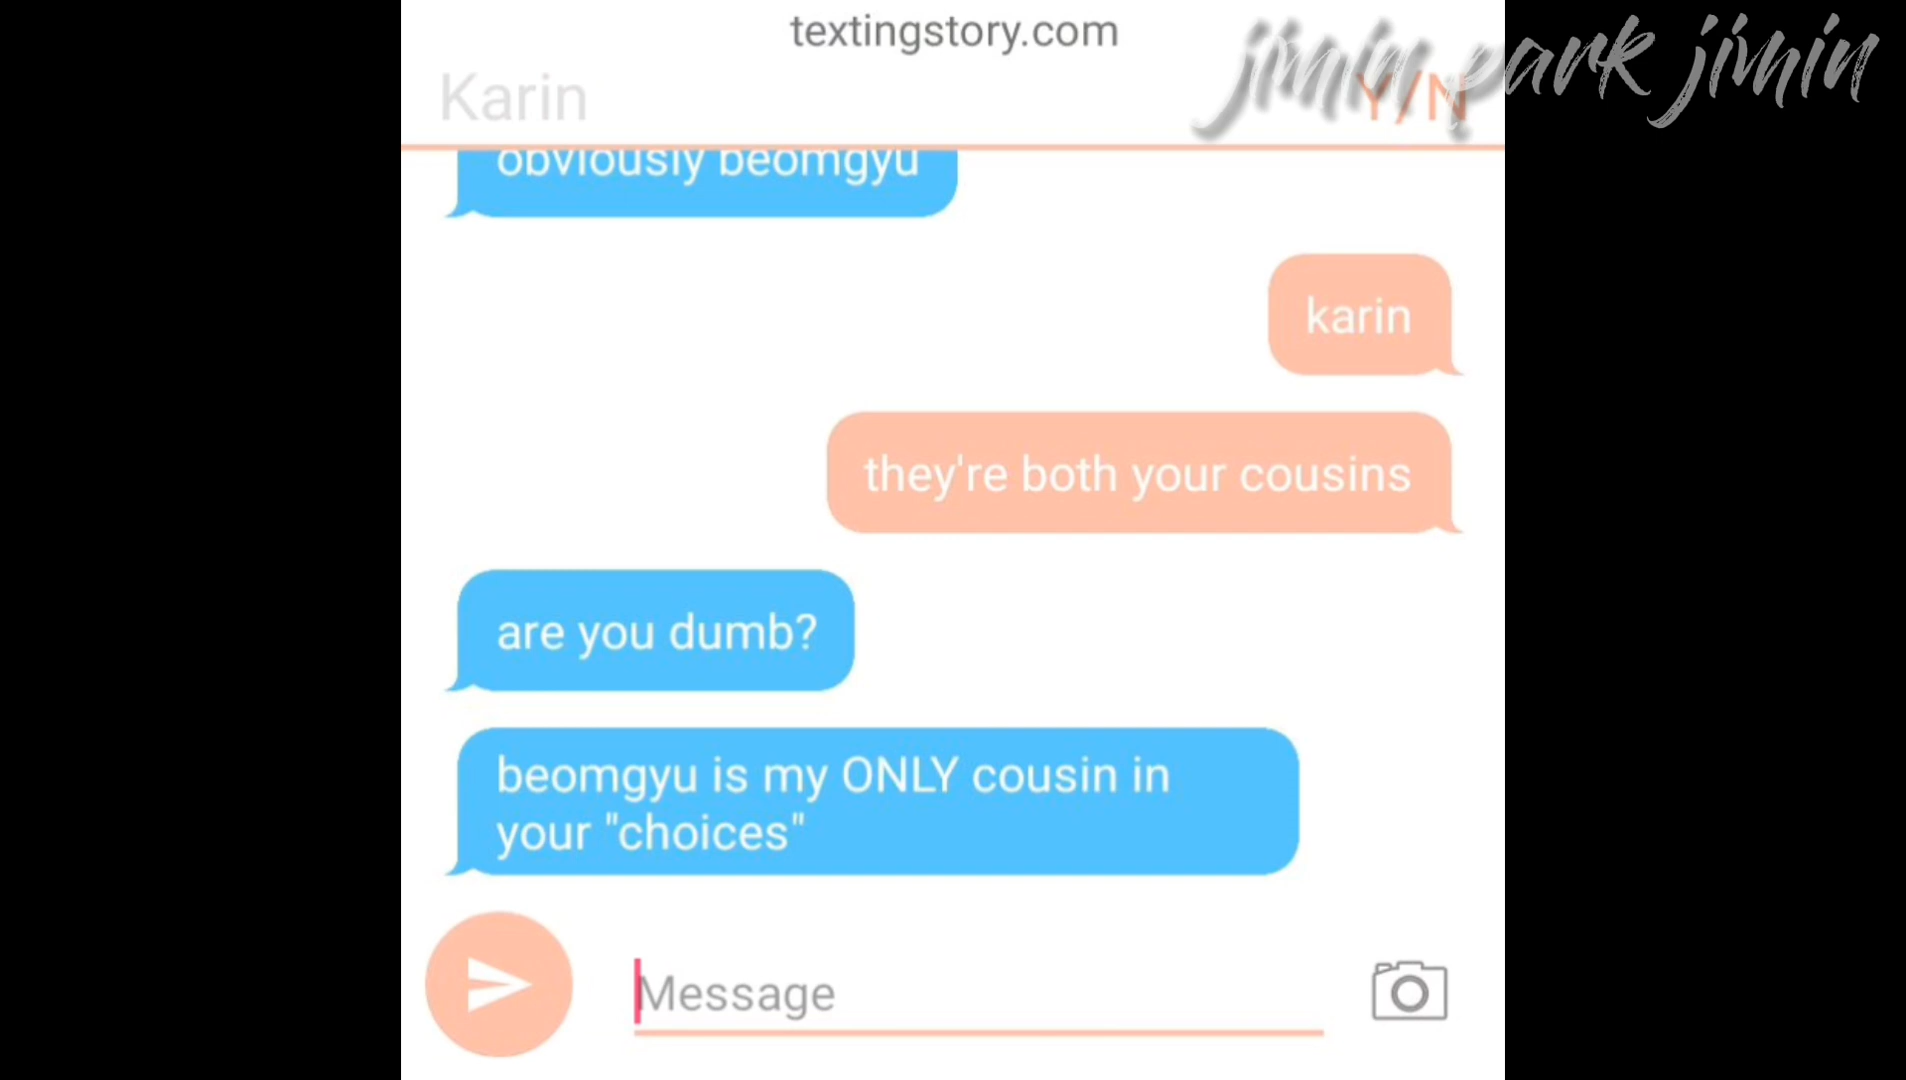 textingstory.com
jimin park jimin
Karin
Y/N
obviously beomgyu
karin
they're both your cousins
are you dumb?
beomgyu is my ONLY cousin in
your "choices"
Message